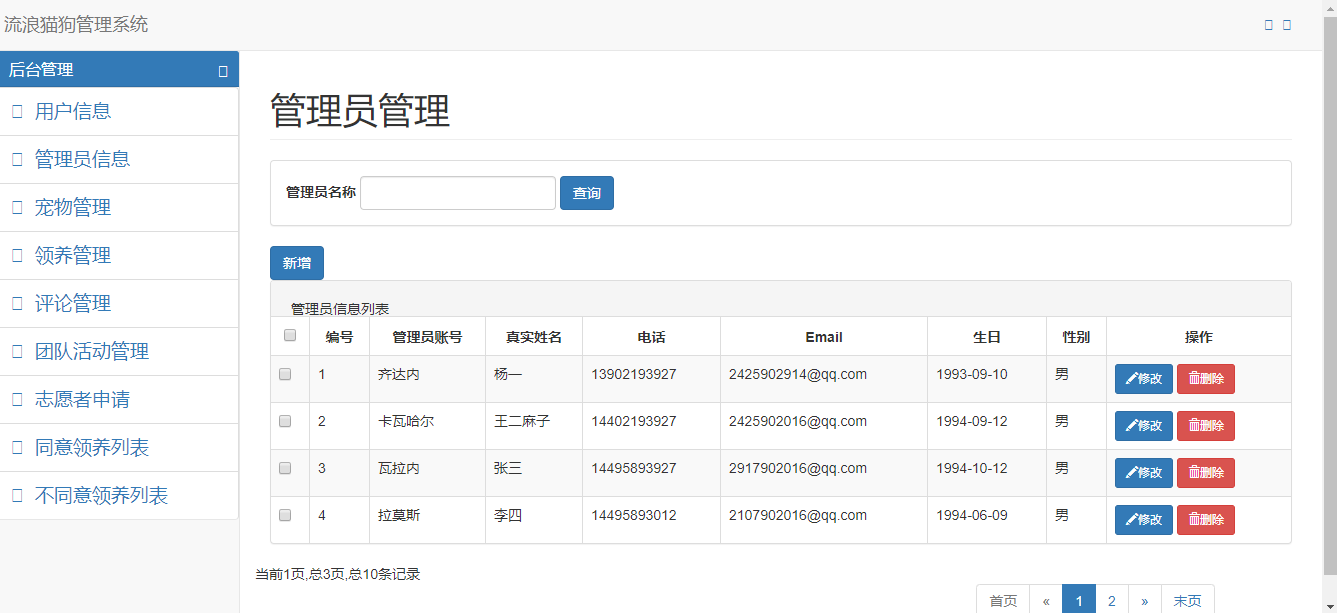 流浪猫狗管理系统
后台管理
用户信息
管理员信息
宠物管理
领养管理
评论管理
团队活动管理
志愿者申请
同意领养列表
不同意领养列表
管理员管理
管理员名称 查询
新增
管理员信息列表
编号 管理员账号 真实姓名 电话 Email 生日 性别 操作
1 齐达内 杨一 13902193927 2425902914@qq.com 1993-09-10 男 修改 删除
2 卡瓦哈尔 王二麻子 14402193927 2425902016@qq.com 1994-09-12 男 修改 删除
3 瓦拉内 张三 14495893927 2917902016@qq.com 1994-10-12 男 修改 删除
4 拉莫斯 李四 14495893012 2107902016@qq.com 1994-06-09 男 修改 删除
当前1页,总3页,总10条记录
首页 « 1 2 » 末页